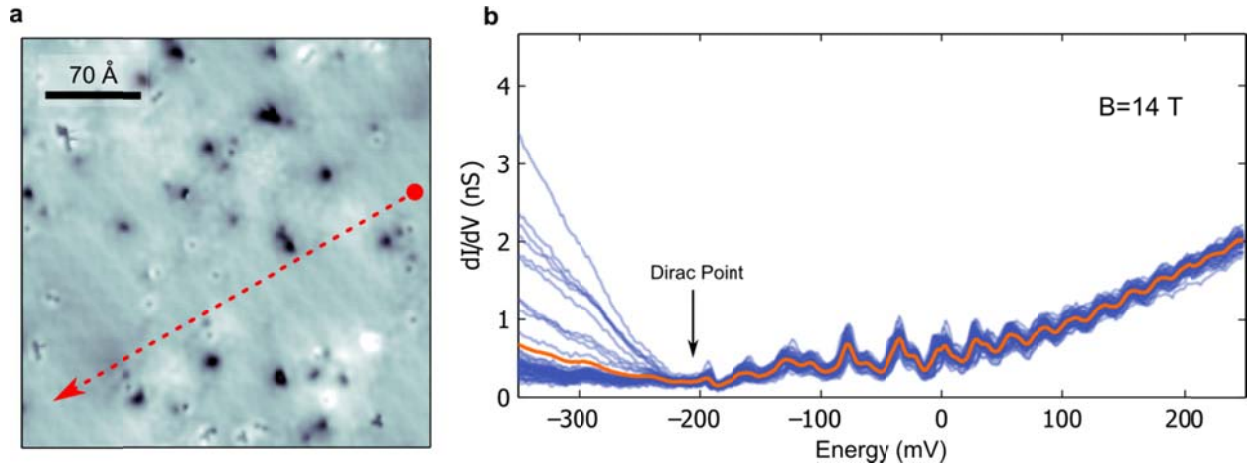 a
70 Å
b
dI/dV (nS)
4
3
2
1
0
B=14 T
Dirac Point
−300
−200
−100
0
100
200
Energy (mV)